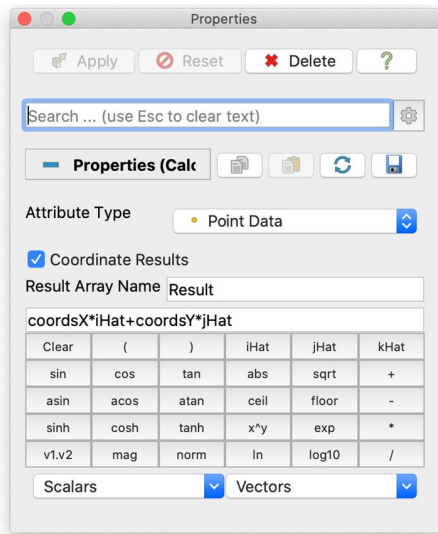 Properties
Apply Reset Delete ?
Search ... (use Esc to clear text)
Properties (Calc
Attribute Type Point Data
Coordinate Results
Result Array Name Result
coordsX*iHat+coordsY*jHat
Clear ( ) iHat jHat kHat
sin cos tan abs sqrt +
asin acos atan ceil floor -
sinh cosh tanh x^y exp *
v1.v2 mag norm ln log10 /
Scalars Vectors